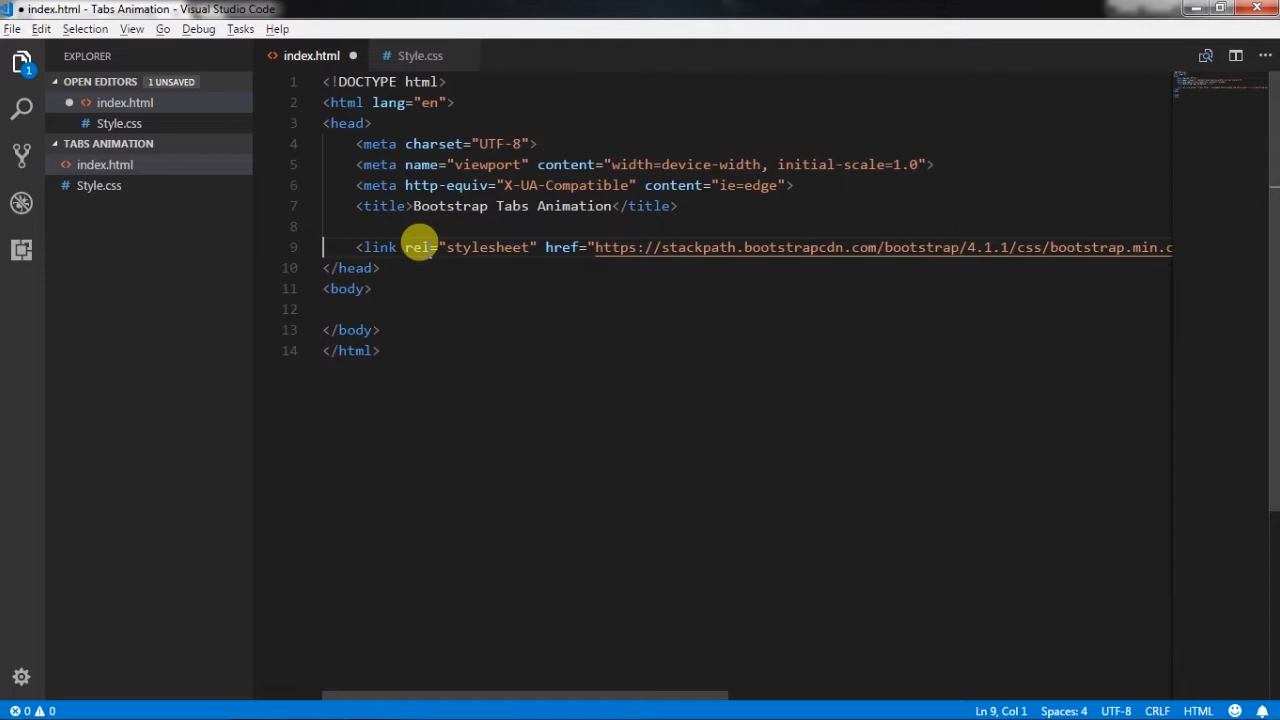 index.html - Tabs Animation - Visual Studio Code
File Edit Selection View Go Debug Tasks Help
EXPLORER
index.html
Style.css
1
OPEN EDITORS 1 UNSAVED
index.html
Style.css
TABS ANIMATION
index.html
Style.css
1 <!DOCTYPE html>
2 <html lang="en">
3 <head>
4 <meta charset="UTF-8">
5 <meta name="viewport" content="width=device-width, initial-scale=1.0">
6 <meta http-equiv="X-UA-Compatible" content="ie=edge">
7 <title>Bootstrap Tabs Animation</title>
8
9 <link rel="stylesheet" href="https://stackpath.bootstrapcdn.com/bootstrap/4.1.1/css/bootstrap.min.c
10 </head>
11 <body>
12
13 </body>
14 </html>
0 0
Ln 9, Col 1 Spaces: 4 UTF-8 CRLF HTML